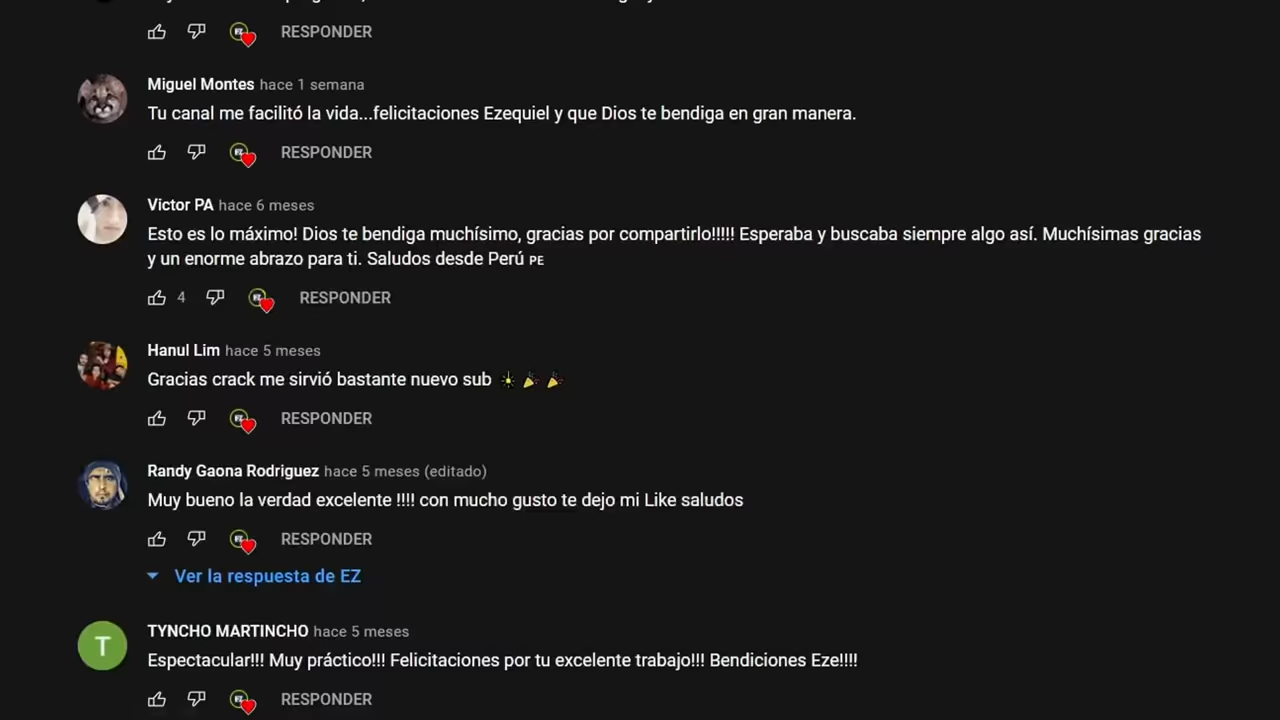 RESPONDER
Miguel Montes hace 1 semana
Tu canal me facilitó la vida...felicitaciones Ezequiel y que Dios te bendiga en gran manera.
RESPONDER
Victor PA hace 6 meses
Esto es lo máximo! Dios te bendiga muchísimo, gracias por compartirlo!!!!! Esperaba y buscaba siempre algo así. Muchísimas gracias
y un enorme abrazo para ti. Saludos desde Perú PE
4 RESPONDER
Hanul Lim hace 5 meses
Gracias crack me sirvió bastante nuevo sub
RESPONDER
Randy Gaona Rodriguez hace 5 meses (editado)
Muy bueno la verdad excelente !!!! con mucho gusto te dejo mi Like saludos
RESPONDER
Ver la respuesta de EZ
T
TYNCHO MARTINCHO hace 5 meses
Espectacular!!! Muy práctico!!! Felicitaciones por tu excelente trabajo!!! Bendiciones Eze!!!!
RESPONDER